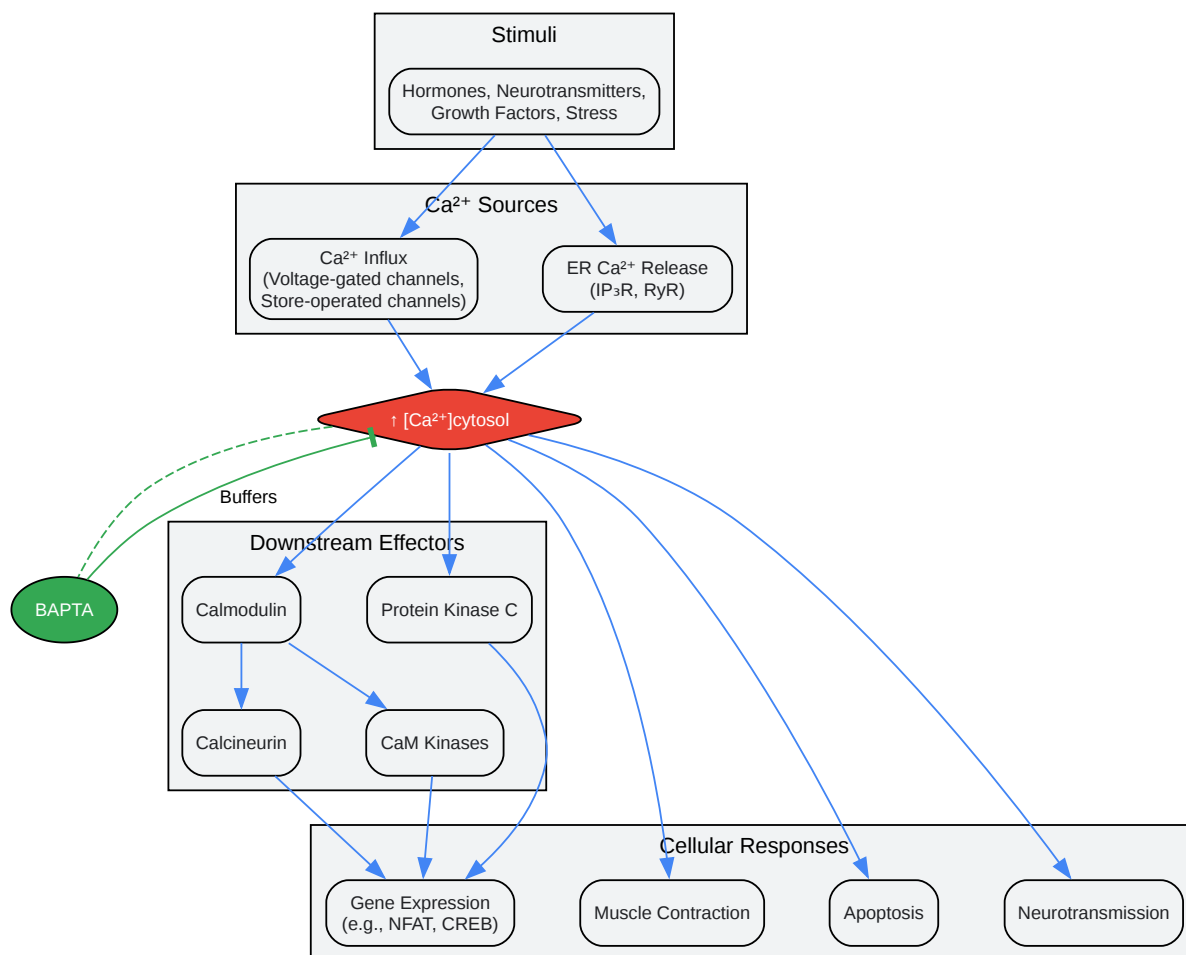 Stimuli
Hormones, Neurotransmitters,
Growth Factors, Stress
Ca²⁺ Sources
Ca²⁺ Influx
(Voltage-gated channels,
Store-operated channels)
ER Ca²⁺ Release
(IP₃R, RyR)
↑ [Ca²⁺]cytosol
Buffers
Downstream Effectors
BAPTA
Calmodulin
Protein Kinase C
Calcineurin
CaM Kinases
Cellular Responses
Gene Expression
(e.g., NFAT, CREB)
Muscle Contraction
Apoptosis
Neurotransmission